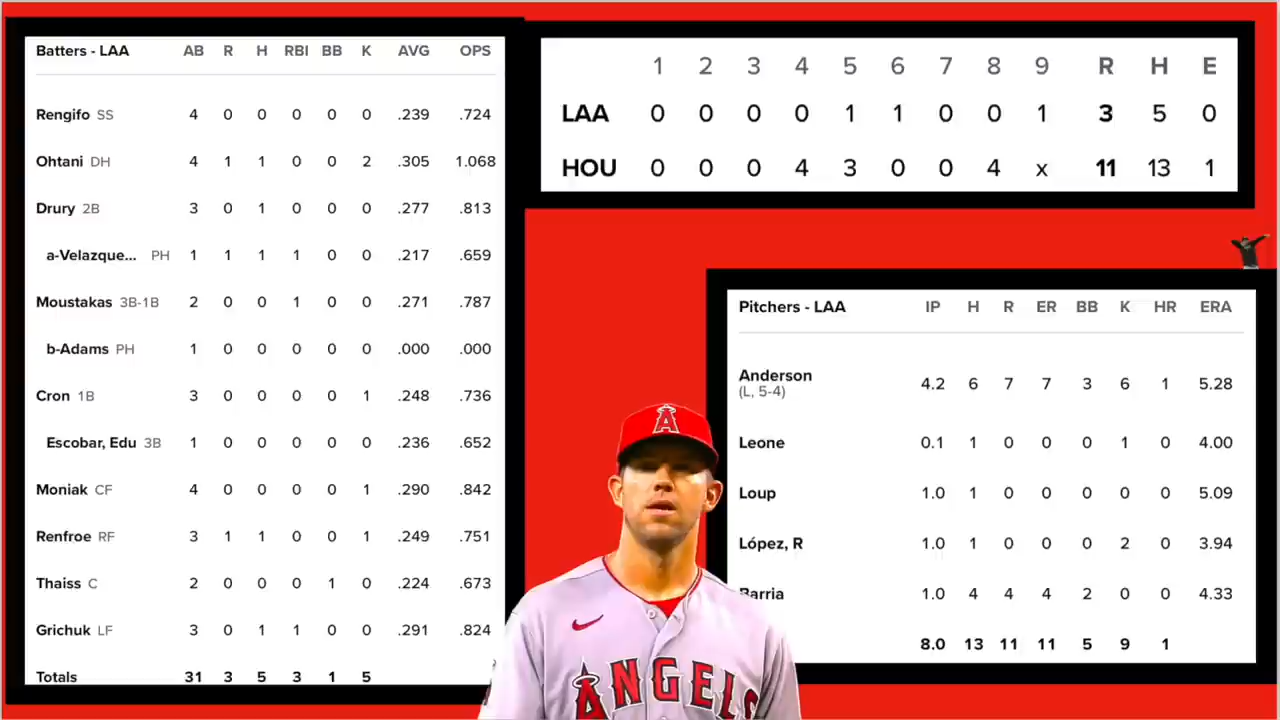 Batters - LAA AB R H RBI BB K AVG OPS
Rengifo SS 4 0 0 0 0 0 .239 .724
Ohtani DH 4 1 1 0 0 2 .305 1.068
Drury 2B 3 0 1 0 0 0 .277 .813
a-Velazque... PH 1 1 1 1 0 0 .217 .659
Moustakas 3B-1B 2 0 0 1 0 0 .271 .787
b-Adams PH 1 0 0 0 0 0 .000 .000
Cron 1B 3 0 0 0 0 1 .248 .736
Escobar, Edu 3B 1 0 0 0 0 0 .236 .652
Moniak CF 4 0 0 0 0 1 .290 .842
Renfroe RF 3 1 1 0 0 1 .249 .751
Thaiss C 2 0 0 0 1 0 .224 .673
Grichuk LF 3 0 1 1 0 0 .291 .824
Totals 31 3 5 3 1 5
1 2 3 4 5 6 7 8 9 R H E
LAA 0 0 0 0 1 1 0 0 1 3 5 0
HOU 0 0 0 4 3 0 0 4 x 11 13 1
Pitchers - LAA IP H R ER BB K HR ERA
Anderson 4.2 6 7 7 3 6 1 5.28
(L, 5-4)
Leone 0.1 1 0 0 0 1 0 4.00
Loup 1.0 1 0 0 0 0 0 5.09
López, R 1.0 1 0 0 0 2 0 3.94
Barria 1.0 4 4 4 2 0 0 4.33
8.0 13 11 11 5 9 1
A
ANGELS